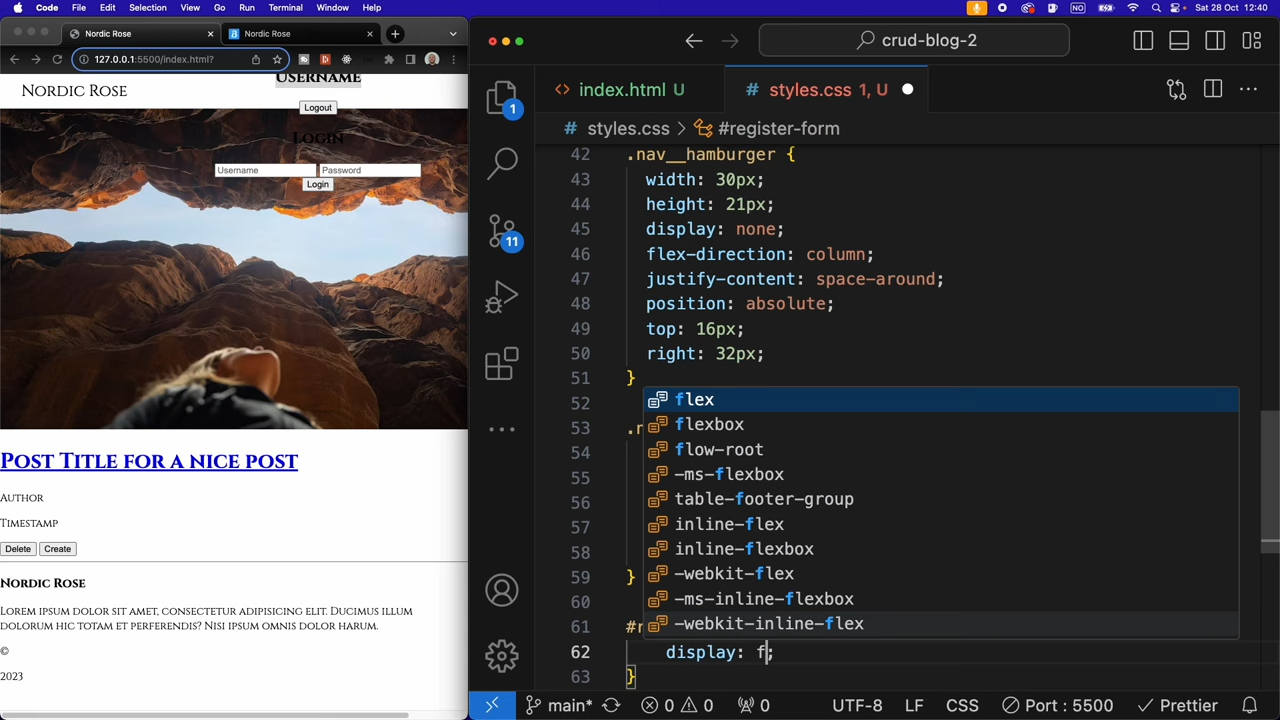 Chrome File Edit Selection View Go Run Terminal Window Help
NO
Sat 28 Oct 12:40
Nordic Rose
Nordic Rose
127.0.0.1:5500/index.html?
Nordic Rose
Username
Logout
Login
Username
Password
Login
Post Title for a nice post
Author
Timestamp
Delete
Create
Nordic Rose
Lorem ipsum dolor sit amet, consectetur adipisicing elit. Ducimus illum
dolorum hic totam et perferendis? Nisi ipsum omnis dolor harum.
©
2023
crud-blog-2
index.html U
# styles.css 1, U
# styles.css > #register-form
1
11
42 .nav__hamburger {
43 width: 30px;
44 height: 21px;
45 display: none;
46 flex-direction: column;
47 justify-content: space-around;
48 position: absolute;
49 top: 16px;
50 right: 32px;
51 }
52
53 .n
54
55
56
57
58
59 }
60
61 #r
62 display: f;
63 }
flex
flexbox
flow-root
-ms-flexbox
table-footer-group
inline-flex
inline-flexbox
-webkit-flex
-ms-inline-flexbox
-webkit-inline-flex
main* 0 0 0 UTF-8 LF CSS Port : 5500 Prettier